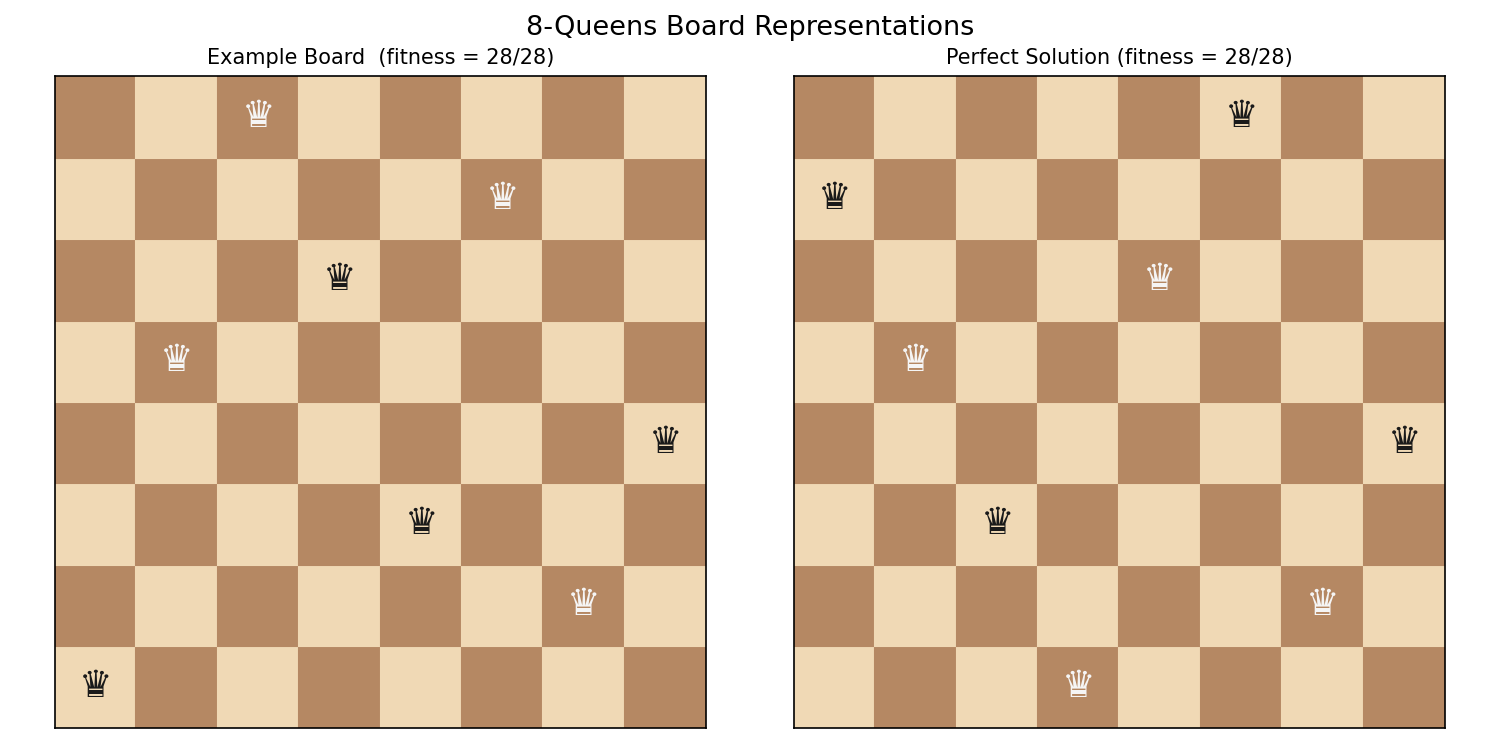 8-Queens Board Representations
Example Board  (fitness = 28/28)
Perfect Solution (fitness = 28/28)